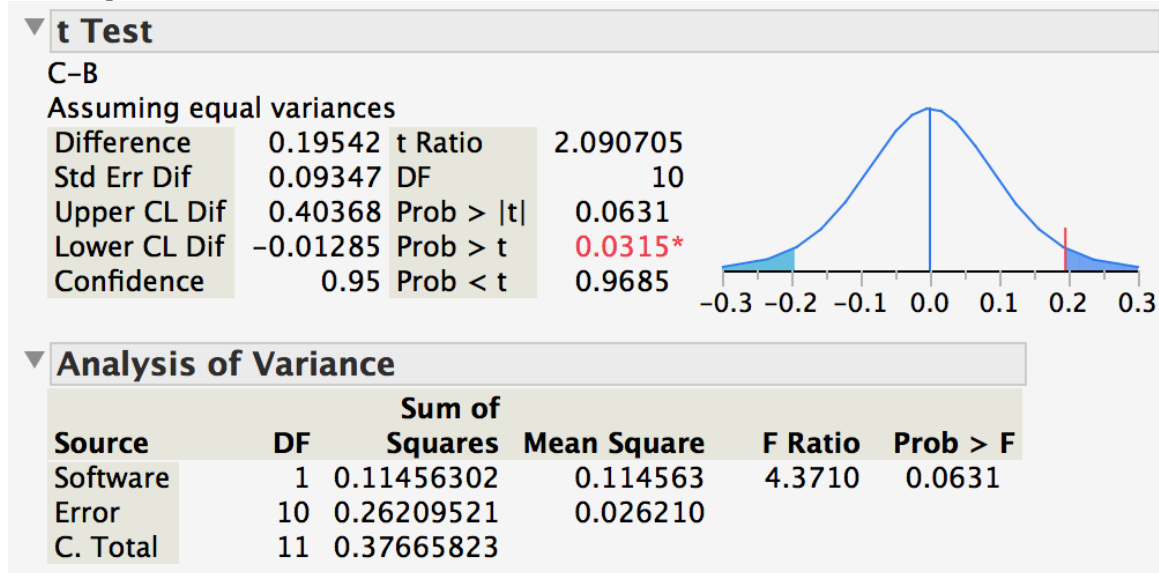 t Test
C-B
Assuming equal variances
Difference 0.19542 t Ratio 2.090705
Std Err Dif 0.09347 DF 10
Upper CL Dif 0.40368 Prob > |t| 0.0631
Lower CL Dif -0.01285 Prob > t 0.0315*
Confidence 0.95 Prob < t 0.9685
-0.3 -0.2 -0.1 0.0 0.1 0.2 0.3
Analysis of Variance
Sum of
Source DF Squares Mean Square F Ratio Prob > F
Software 1 0.11456302 0.114563 4.3710 0.0631
Error 10 0.26209521 0.026210
C. Total 11 0.37665823